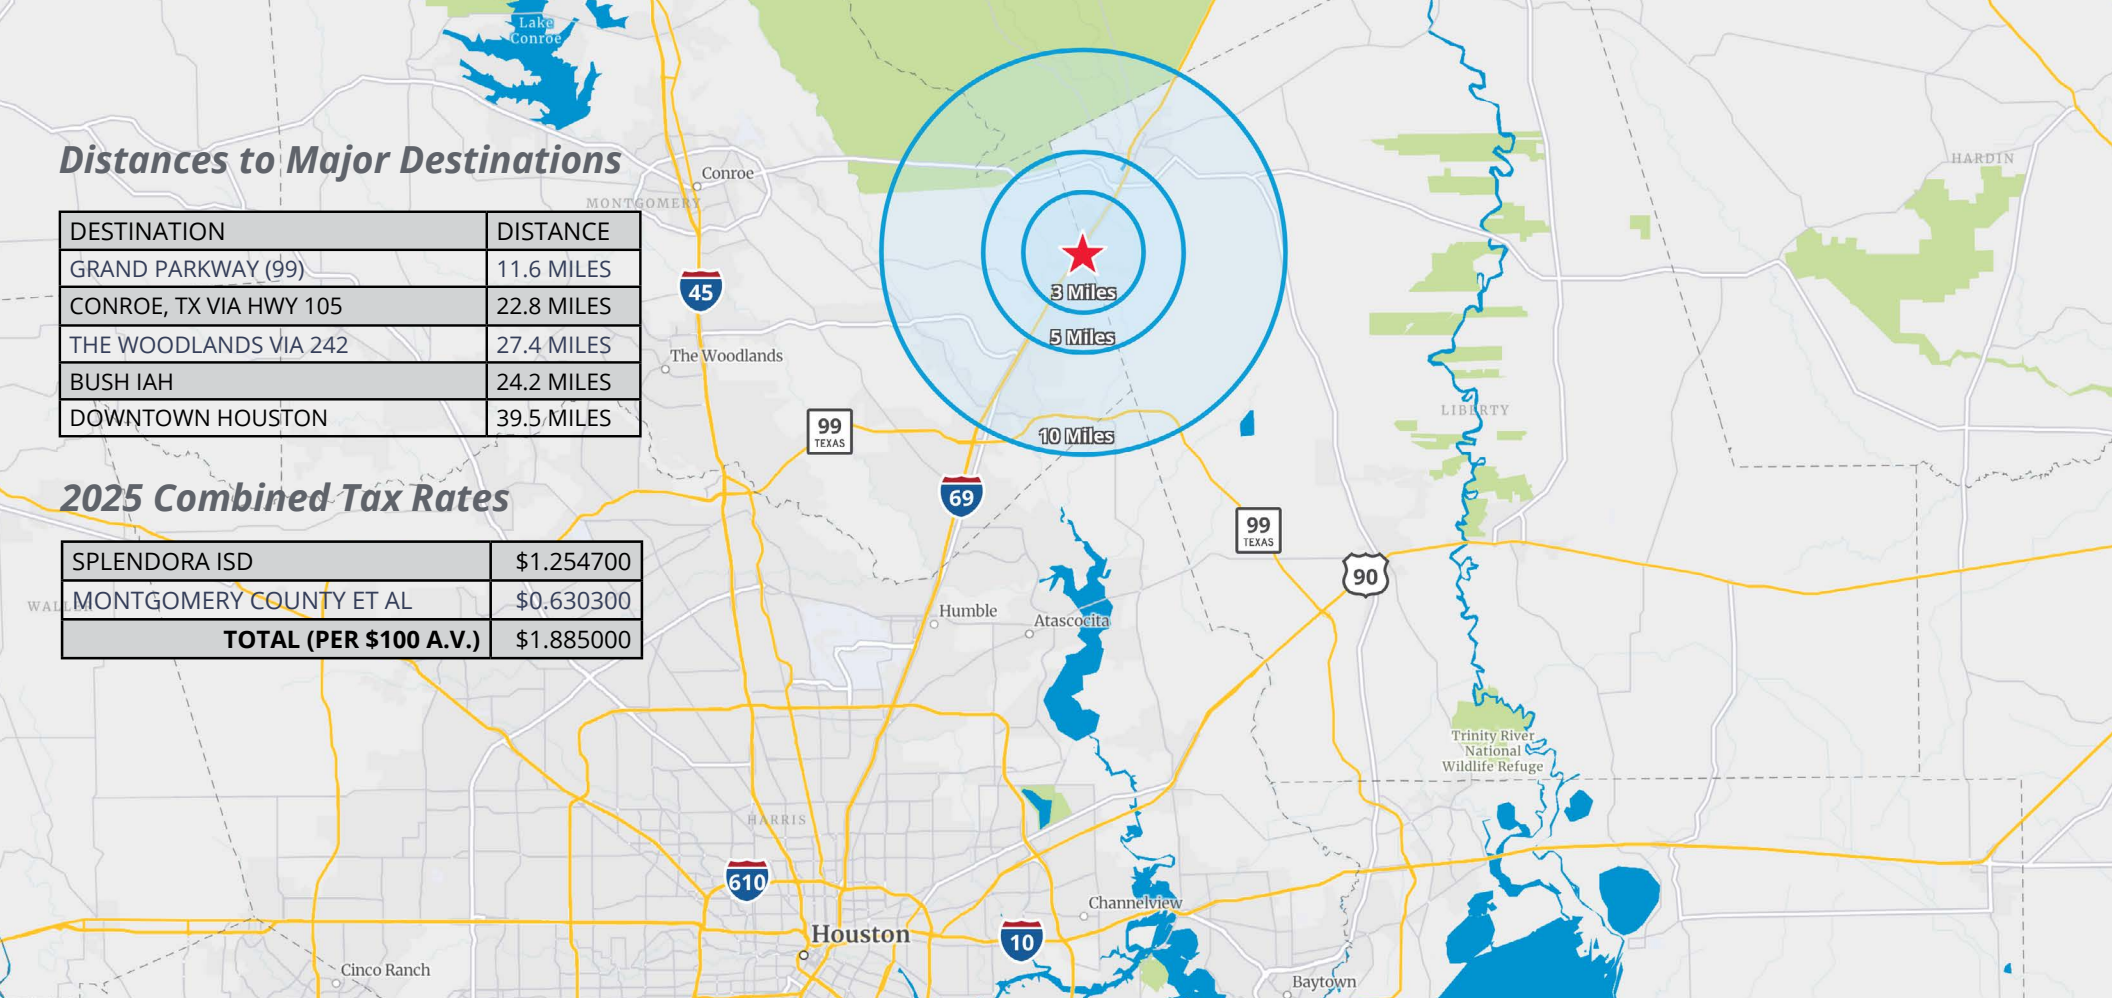 Lake
Conroe
Distances to Major Destinations
Conroe
MONTGOMERY
HARDIN
DESTINATION DISTANCE
GRAND PARKWAY (99) 11.6 MILES
CONROE, TX VIA HWY 105 22.8 MILES
THE WOODLANDS VIA 242 27.4 MILES
BUSH IAH 24.2 MILES
DOWNTOWN HOUSTON 39.5 MILES
45
3 Miles
5 Miles
The Woodlands
LIBERTY
99
TEXAS
10 Miles
2025 Combined Tax Rates
69
99
TEXAS
SPLENDORA ISD $1.254700
MONTGOMERY COUNTY ET AL $0.630300
TOTAL (PER $100 A.V.) $1.885000
90
WALLER
Humble
Atascocita
Trinity River
National
Wildlife Refuge
HARRIS
610
Channelview
Houston
10
Cinco Ranch
Baytown